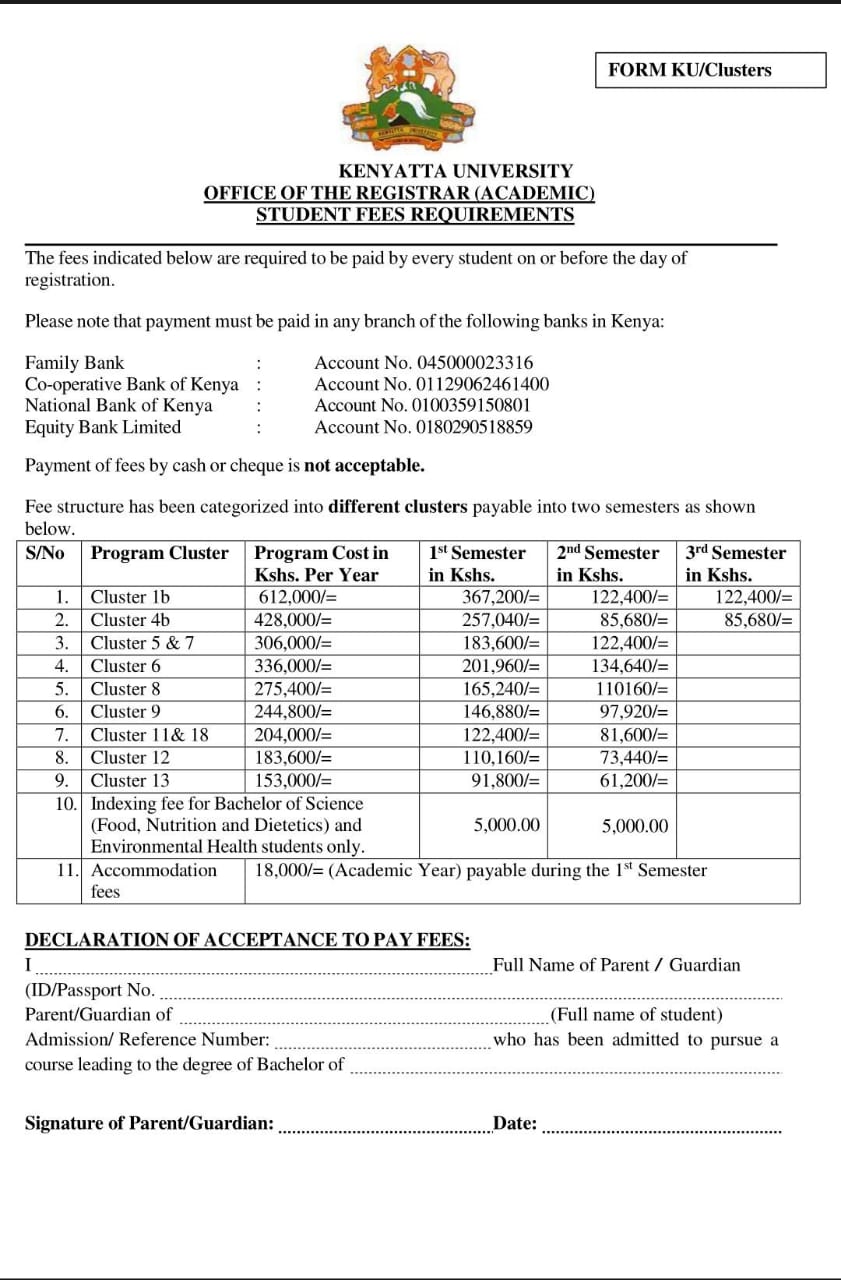 FORM KU/Clusters
KENYATTA UNIVERSITY
OFFICE OF THE REGISTRAR (ACADEMIC)
STUDENT FEES REQUIREMENTS
The fees indicated below are required to be paid by every student on or before the day of
registration.
Please note that payment must be paid in any branch of the following banks in Kenya:
Family Bank : Account No. 045000023316
Co-operative Bank of Kenya : Account No. 01129062461400
National Bank of Kenya : Account No. 0100359150801
Equity Bank Limited : Account No. 0180290518859
Payment of fees by cash or cheque is not acceptable.
Fee structure has been categorized into different clusters payable into two semesters as shown
below.
S/No Program Cluster Program Cost in 1st Semester 2nd Semester 3rd Semester
Kshs. Per Year in Kshs. in Kshs. in Kshs.
1. Cluster 1b 612,000/= 367,200/= 122,400/= 122,400/=
2. Cluster 4b 428,000/= 257,040/= 85,680/= 85,680/=
3. Cluster 5 & 7 306,000/= 183,600/= 122,400/=
4. Cluster 6 336,000/= 201,960/= 134,640/=
5. Cluster 8 275,400/= 165,240/= 110160/=
6. Cluster 9 244,800/= 146,880/= 97,920/=
7. Cluster 11& 18 204,000/= 122,400/= 81,600/=
8. Cluster 12 183,600/= 110,160/= 73,440/=
9. Cluster 13 153,000/= 91,800/= 61,200/=
10. Indexing fee for Bachelor of Science
(Food, Nutrition and Dietetics) and 5,000.00 5,000.00
Environmental Health students only.
11. Accommodation 18,000/= (Academic Year) payable during the 1st Semester
fees
DECLARATION OF ACCEPTANCE TO PAY FEES:
I Full Name of Parent / Guardian
(ID/Passport No.
Parent/Guardian of (Full name of student)
Admission/ Reference Number: who has been admitted to pursue a
course leading to the degree of Bachelor of
Signature of Parent/Guardian: Date: